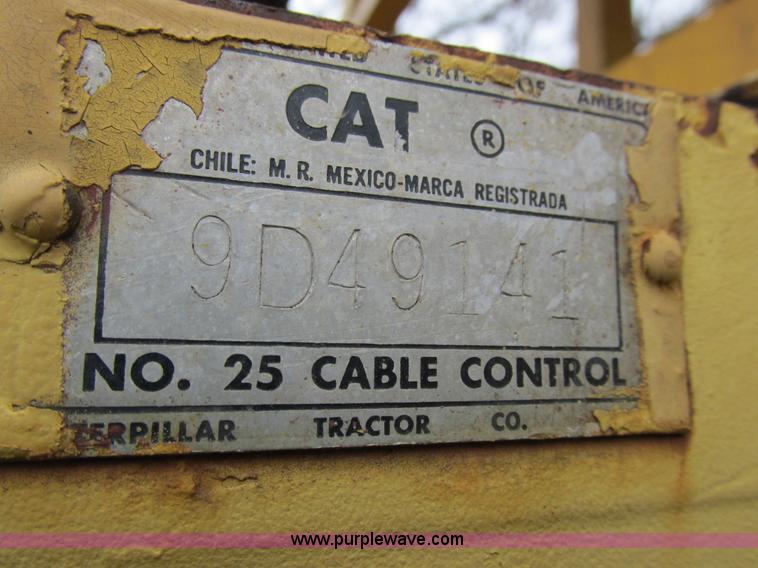 STATES OF AMERICA
CAT ®
CHILE: M. R. MEXICO-MARCA REGISTRADA
9D49141
NO. 25 CABLE CONTROL
TERPILLAR TRACTOR CO.
www.purplewave.com